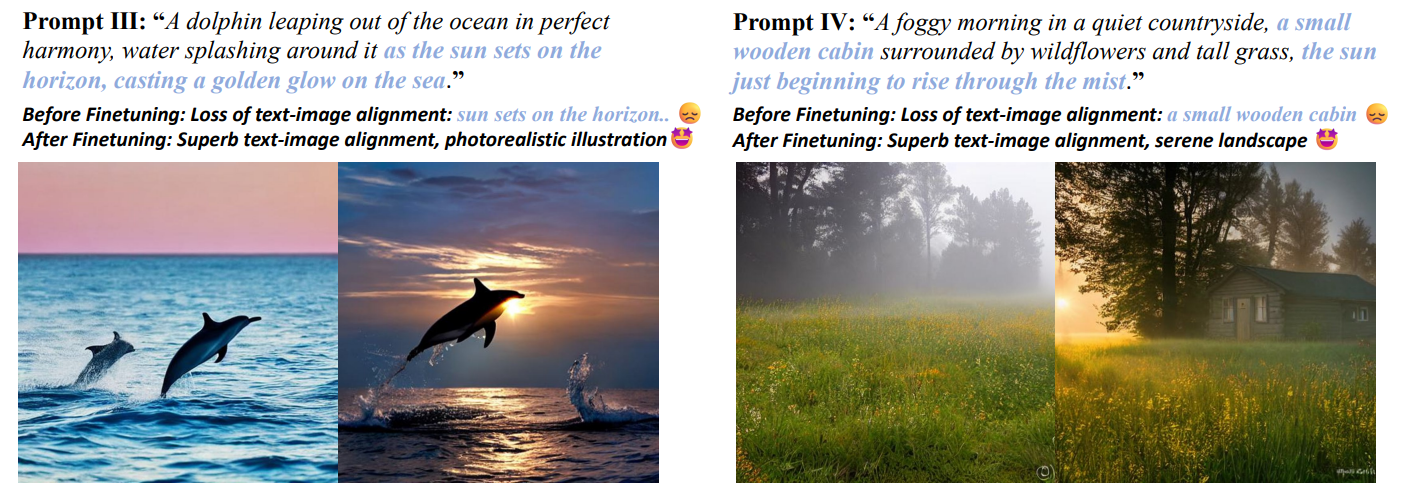 Prompt III: “A dolphin leaping out of the ocean in perfect
harmony, water splashing around it as the sun sets on the
horizon, casting a golden glow on the sea.”
Before Finetuning: Loss of text-image alignment: sun sets on the horizon.. 😞
After Finetuning: Superb text-image alignment, photorealistic illustration🤩
Prompt IV: “A foggy morning in a quiet countryside, a small
wooden cabin surrounded by wildflowers and tall grass, the sun
just beginning to rise through the mist.”
Before Finetuning: Loss of text-image alignment: a small wooden cabin 😞
After Finetuning: Superb text-image alignment, serene landscape 🤩